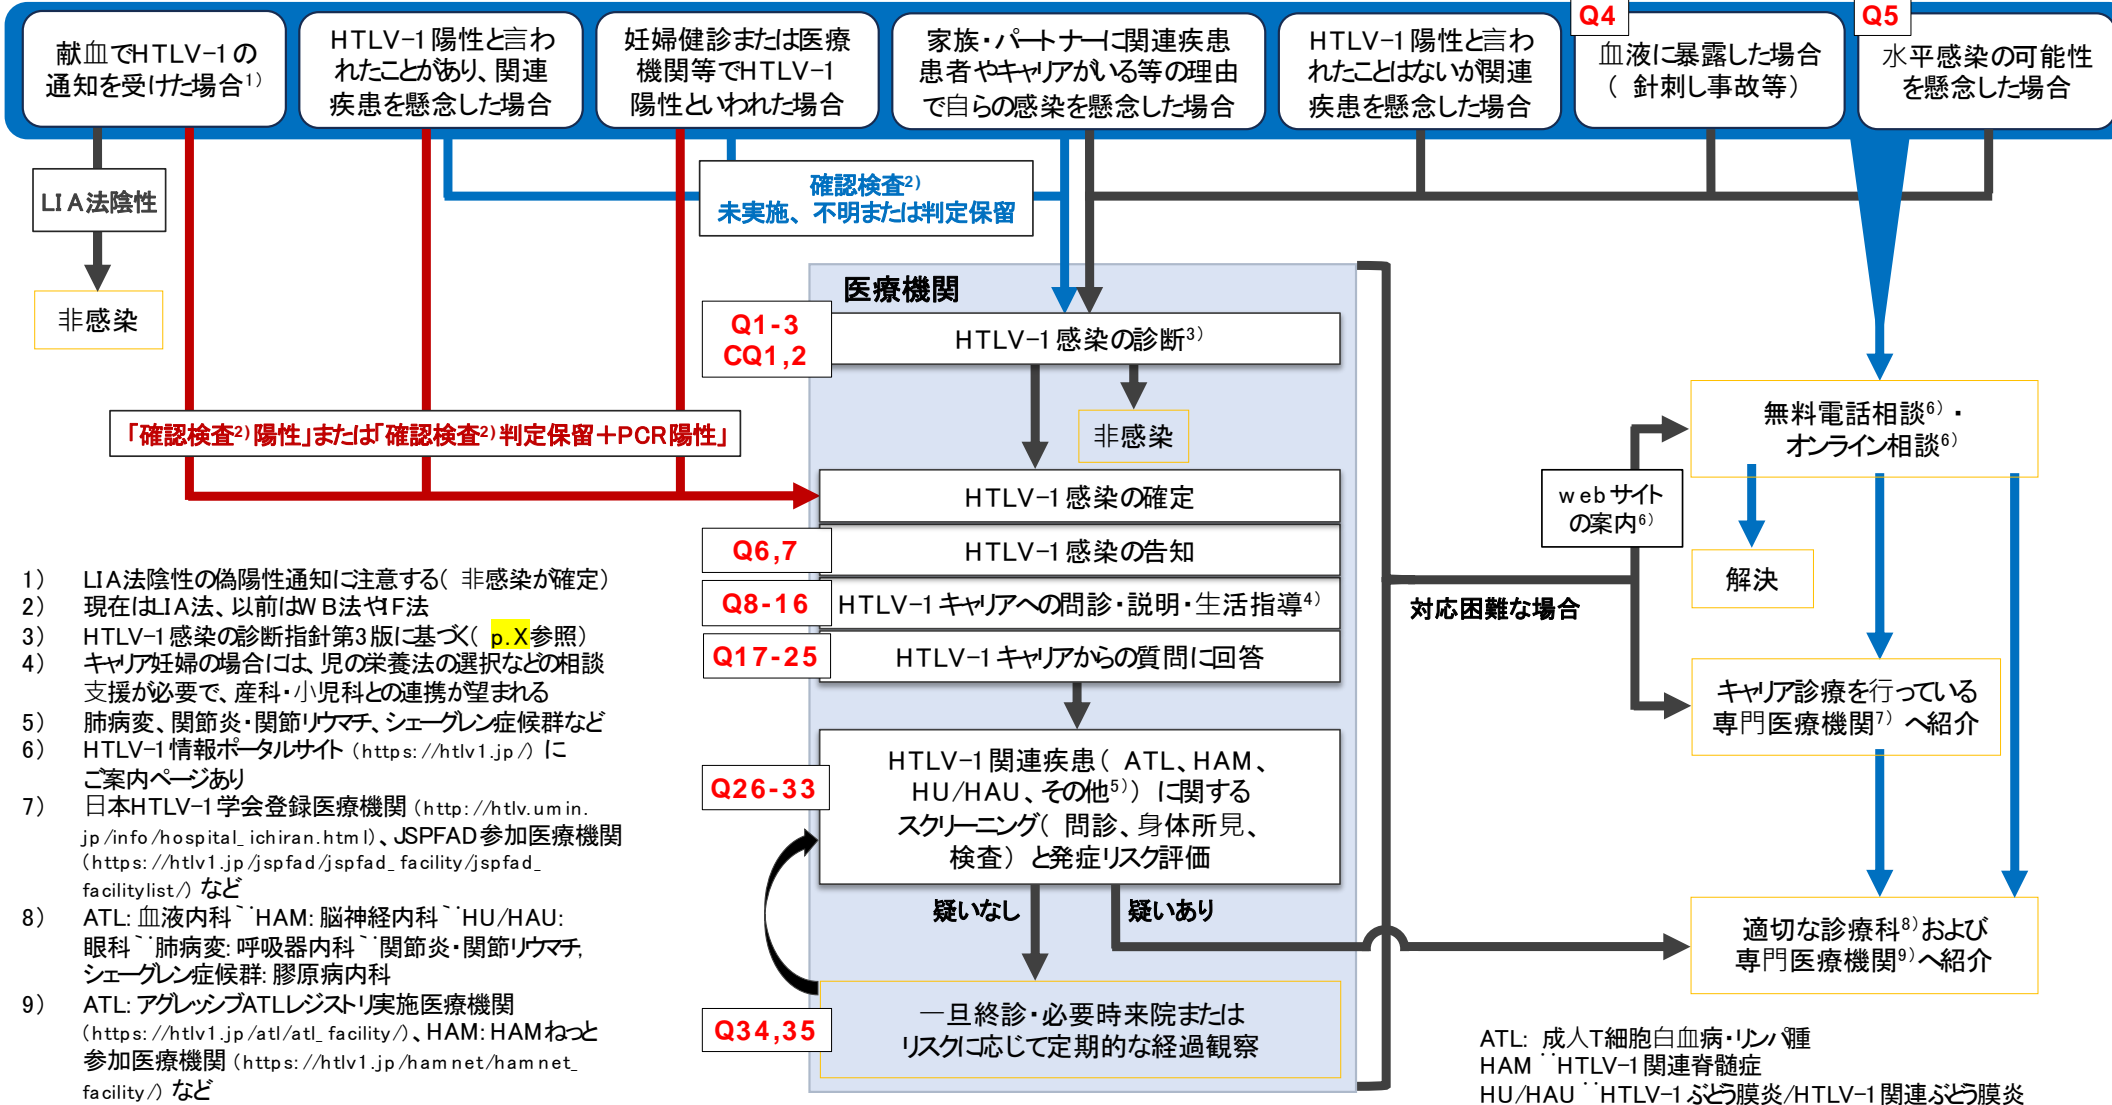 献血でHTLV-1の
通知を受けた場合1)
HTLV-1陽性と言わ
れたことがあり、関連
疾患を懸念した場合
妊婦健診または医療
機関等でHTLV-1
陽性といわれた場合
家族・パートナーに関連疾患
患者やキャリアがいる等の理由
で自らの感染を懸念した場合
HTLV-1陽性と言わ
れたことはないが関連
疾患を懸念した場合
Q4
血液に暴露した場合
( 針刺し事故等)
Q5
水平感染の可能性
を懸念した場合
LIA法陰性
非感染
確認検査2)
未実施、不明または判定保留
医療機関
Q1-3
CQ1,2
HTLV-1感染の診断3)
非感染
「確認検査2)陽性」または「確認検査2)判定保留+PCR陽性」
HTLV-1感染の確定
Q6,7
HTLV-1感染の告知
Q8-16
HTLV-1キャリアへの問診・説明・生活指導4)
Q17-25
HTLV-1キャリアからの質問に回答
Q26-33
HTLV-1関連疾患( ATL、HAM、
HU/HAU、その他5)) に関する
スクリーニング( 問診、身体所見、
検査) と発症リスク評価
疑いなし
疑いあり
Q34,35
一旦終診・必要時来院または
リスクに応じて定期的な経過観察
対応困難な場合
webサイト
の案内6)
無料電話相談6)・
オンライン相談6)
解決
キャリア診療を行っている
専門医療機関7) へ紹介
適切な診療科8)および
専門医療機関9)へ紹介
1) LIA法陰性の偽陽性通知に注意する( 非感染が確定)
2) 現在はLIA法、以前はWB法やIF法
3) HTLV-1感染の診断指針第3版に基づく( p.X参照)
4) キャリア妊婦の場合には、児の栄養法の選択などの相談
支援が必要で、産科・小児科との連携が望まれる
5) 肺病変、関節炎・関節リウマチ、シェーグレン症候群など
6) HTLV-1情報ポータルサイト (https://htlv1.jp/) に
ご案内ページあり
7) 日本HTLV-1学会登録医療機関 (http://htlv.umin.
jp/info/hospital_ichiran.html)、JSPFAD参加医療機関
(https://htlv1.jp/jspfad/jspfad_facility/jspfad_
facilitylist/) など
8) ATL: 血液内科``HAM: 脳神経内科``HU/HAU:
眼科``肺病変: 呼吸器内科``関節炎・関節リウマチ,
シェーグレン症候群: 膠原病内科
9) ATL: アグレッシブATLレジストリ実施医療機関
(https://htlv1.jp/atl/atl_facility/)、HAM: HAMねっと
参加医療機関 (https://htlv1.jp/hamnet/hamnet_
facility/) など
ATL: 成人T細胞白血病・リンパ腫
HAM``HTLV-1関連脊髄症
HU/HAU``HTLV-1ぶどう膜炎/HTLV-1関連ぶどう膜炎